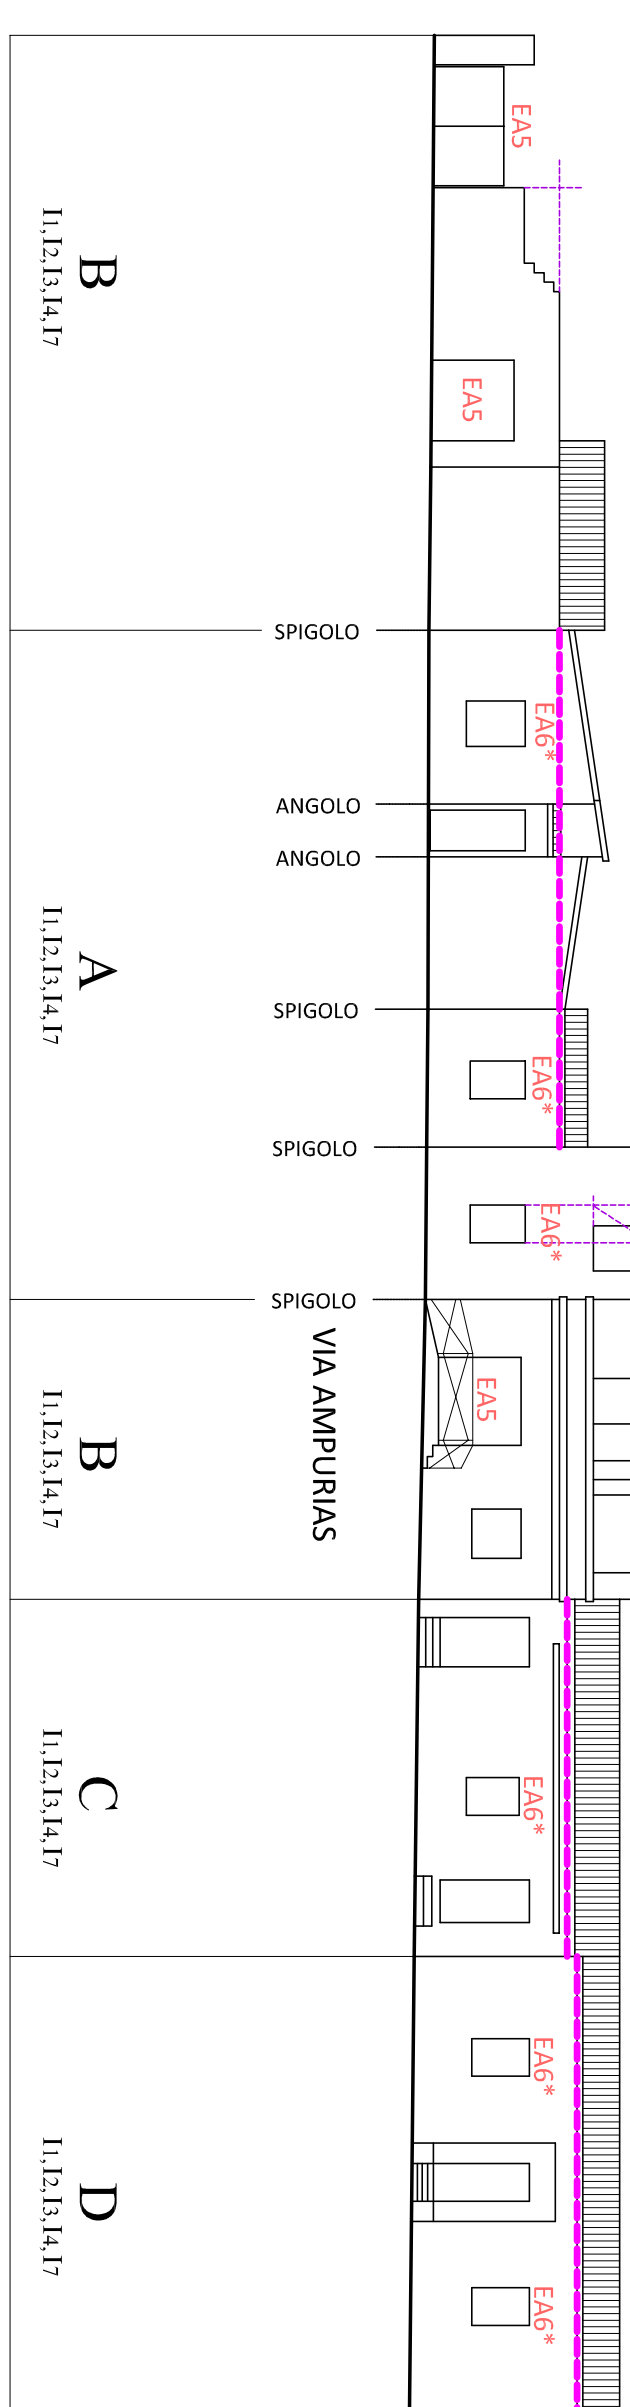 EA5
EA5
B
I1,I2,I3,I4,I7
SPIGOLO
EA6*
ANGOLO
ANGOLO
A
I1,I2,I3,I4,I7
SPIGOLO
EA6*
SPIGOLO
EA6*
SPIGOLO
VIA AMPURIAS
EA5
B
I1,I2,I3,I4,I7
EA6*
C
I1,I2,I3,I4,I7
EA6*
D
I1,I2,I3,I4,I7
EA6*